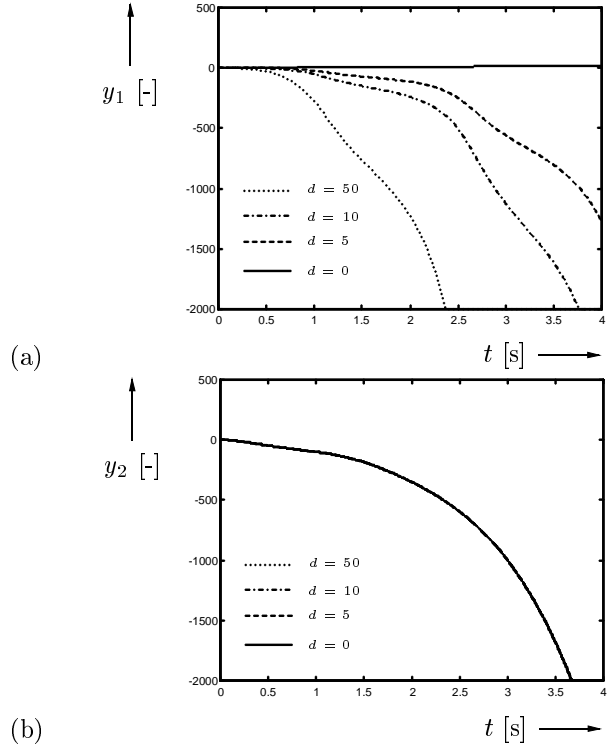 500
0
y1 [-]
-500
-1000
d = 50
d = 10
-1500
d = 5
d = 0
-2000
0 0.5 1 1.5 2 2.5 3 3.5 4
(a) t [s]
500
0
y2 [-]
-500
-1000
d = 50
d = 10
-1500
d = 5
d = 0
-2000
0 0.5 1 1.5 2 2.5 3 3.5 4
(b) t [s]